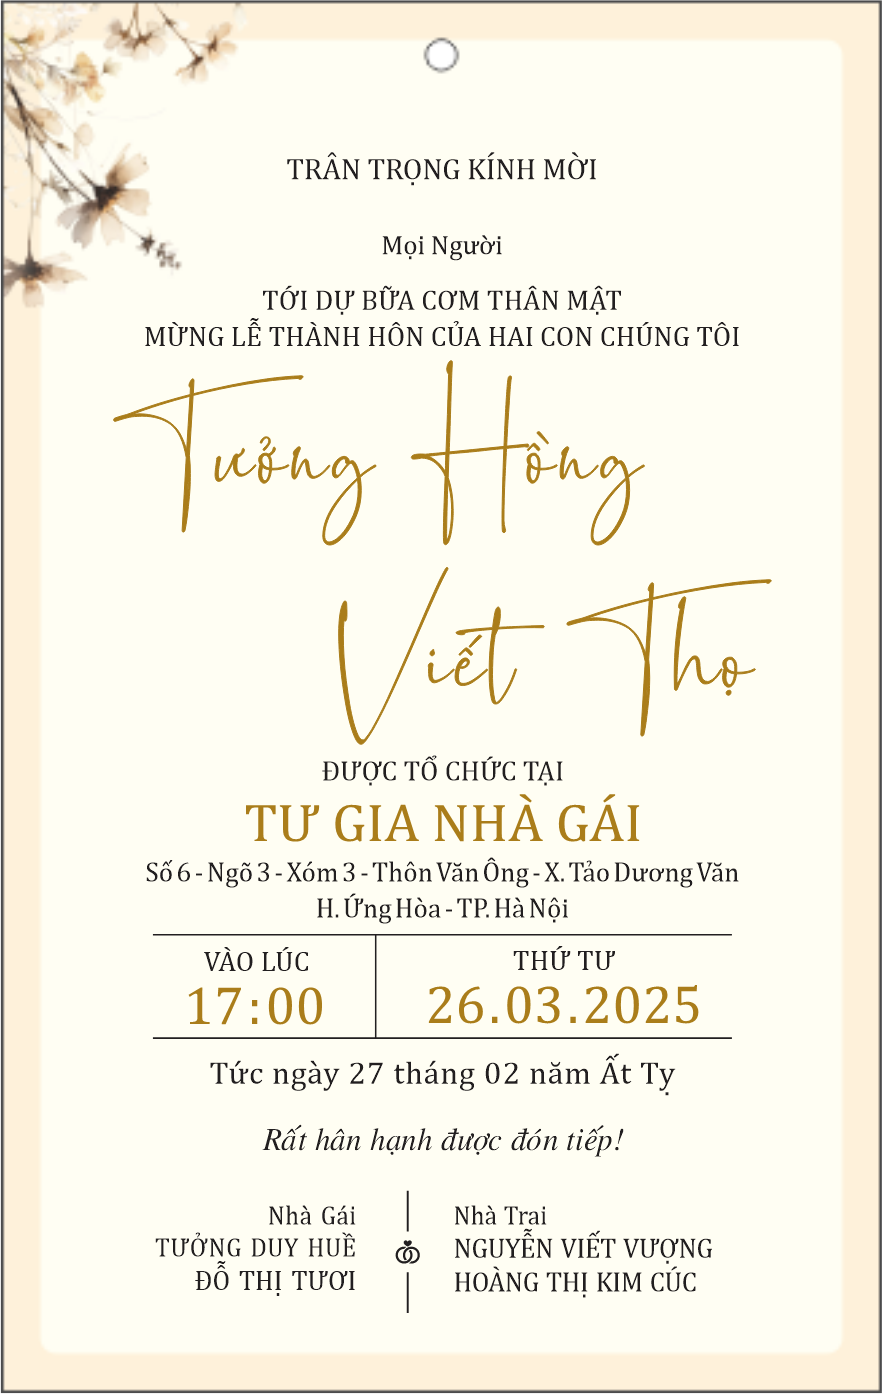 TRÂN TRỌNG KÍNH MỜI
Mọi Người
TỚI DỰ BỮA CƠM THÂN MẬT
MỪNG LỄ THÀNH HÔN CỦA HAI CON CHÚNG TÔI
Tưởng Hồng
Viết Thọ
ĐƯỢC TỔ CHỨC TẠI
TƯ GIA NHÀ GÁI
Số 6 - Ngõ 3 - Xóm 3 - Thôn Văn Ông - X. Tảo Dương Văn
H. Ứng Hòa - TP. Hà Nội
VÀO LÚC
17:00
THỨ TƯ
26.03.2025
Tức ngày 27 tháng 02 năm Ất Tỵ
Rất hân hạnh được đón tiếp!
Nhà Gái
TƯỞNG DUY HUỀ
ĐỖ THỊ TƯƠI
Nhà Trai
NGUYỄN VIẾT VƯỢNG
HOÀNG THỊ KIM CÚC